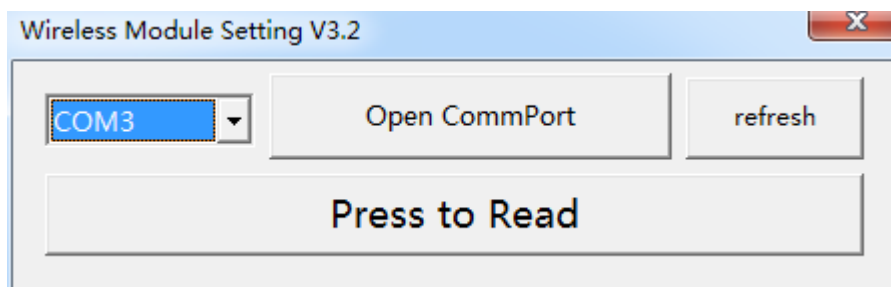 Wireless Module Setting V3.2
COM3
Open CommPort
refresh
Press to Read